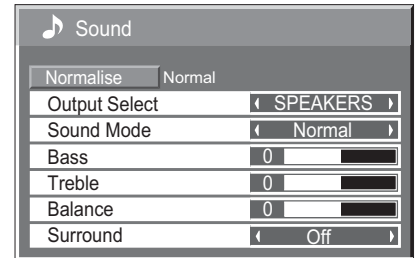 Sound
Normalise Normal
Output Select SPEAKERS
Sound Mode Normal
Bass 0
Treble 0
Balance 0
Surround Off